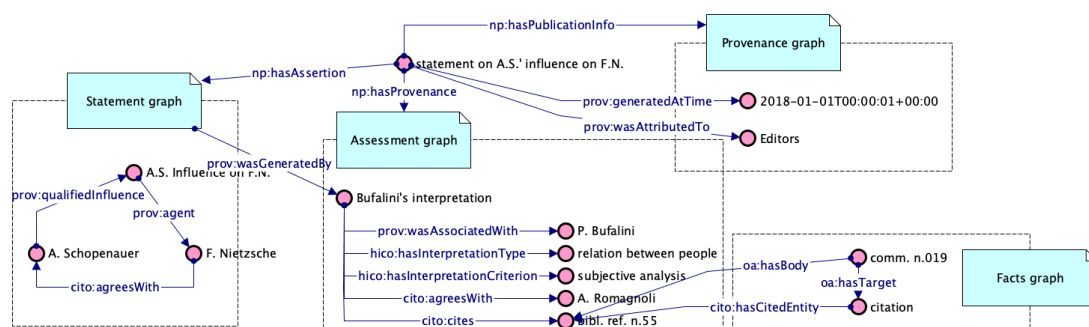 np:hasPublicationInfo
Provenance graph
statement on A.S.' influence on F.N.
np:hasAssertion
np:hasProvenance
Statement graph
prov:generatedAtTime
2018-01-01T00:00:01+00:00
prov:wasAttributedTo
Editors
Assessment graph
prov:wasGeneratedBy
A.S. Influence on F.N.
prov:qualifiedInfluence
prov:agent
Bufalini's interpretation
A. Schopenauer
F. Nietzsche
cito:agreesWith
prov:wasAssociatedWith
P. Bufalini
hico:hasInterpretationType
relation between people
hico:hasInterpretationCriterion
subjective analysis
cito:agreesWith
A. Romagnoli
cito:cites
bibl. ref. n.55
oa:hasBody
comm. n.019
oa:hasTarget
cito:hasCitedEntity
citation
Facts graph